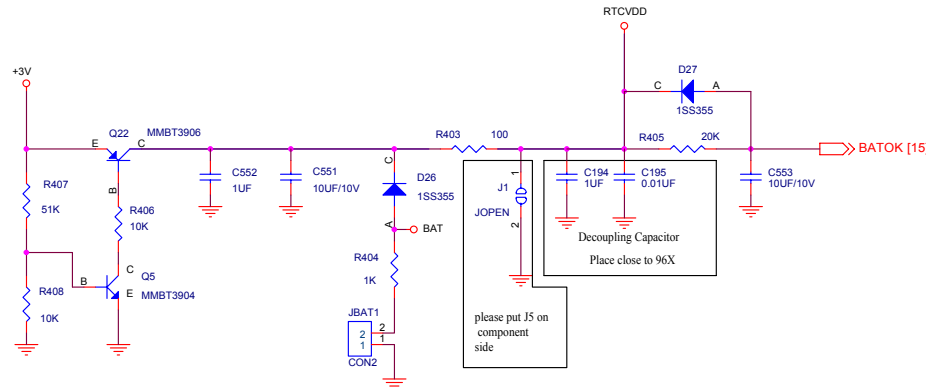 RTCVDD
+3V
D27
C
A
1SS355
Q22
MMBT3906
E
C
B
R403
100
R405
20K
BATOK [15]
R407
51K
R406
10K
C552
1UF
C551
10UF/10V
C
D26
1SS355
A
BAT
J1
1
JOPEN
2
C194
1UF
C195
0.01UF
C553
10UF/10V
Decoupling Capacitor
Place close to 96X
R404
1K
C
B
Q5
E
MMBT3904
R408
10K
JBAT1
2
1
2
1
CON2
please put J5 on
component
side